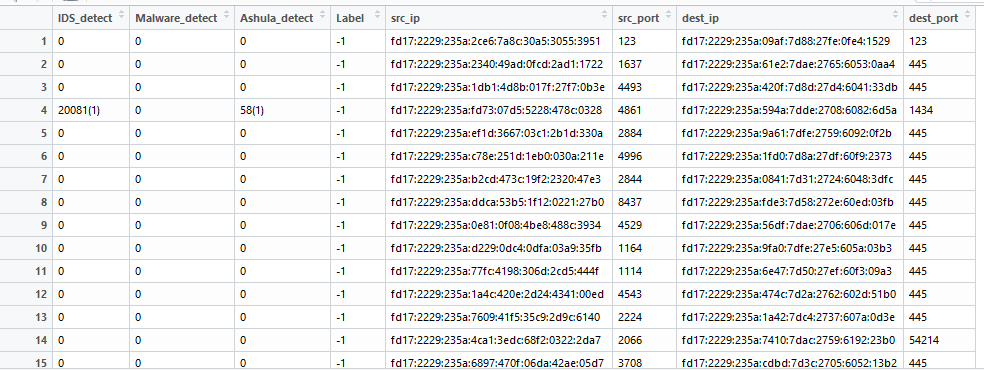 IDS_detect Malware_detect Ashula_detect Label src_ip src_port dest_ip dest_port
1 0 0 0 -1 fd17:2229:235a:2ce6:7a8c:30a5:3055:3951 123 fd17:2229:235a:09af:7d88:27fe:0fe4:1529 123
2 0 0 0 -1 fd17:2229:235a:2340:49ad:0fcd:2ad1:1722 1637 fd17:2229:235a:61e2:7dae:2765:6053:0aa4 445
3 0 0 0 -1 fd17:2229:235a:1db1:4d8b:017f:27f7:0b3e 4493 fd17:2229:235a:420f:7d8d:27d4:6041:33db 445
4 20081(1) 0 58(1) -1 fd17:2229:235a:fd73:07d5:5228:478c:0328 4861 fd17:2229:235a:594a:7dde:2708:6082:6d5a 1434
5 0 0 0 -1 fd17:2229:235a:ef1d:3667:03c1:2b1d:330a 2884 fd17:2229:235a:9a61:7dfe:2759:6092:0f2b 445
6 0 0 0 -1 fd17:2229:235a:c78e:251d:1eb0:030a:211e 4996 fd17:2229:235a:1fd0:7d8a:27df:60f9:2373 445
7 0 0 0 -1 fd17:2229:235a:b2cd:473c:19f2:2320:47e3 2844 fd17:2229:235a:0841:7d31:2724:6048:3dfc 445
8 0 0 0 -1 fd17:2229:235a:ddca:53b5:1f12:0221:27b0 8437 fd17:2229:235a:fde3:7d58:272e:60ed:03fb 445
9 0 0 0 -1 fd17:2229:235a:0e81:0f08:4be8:488c:3934 4529 fd17:2229:235a:56df:7dae:2706:606d:017e 445
10 0 0 0 -1 fd17:2229:235a:d229:0dc4:0dfa:03a9:35fb 1164 fd17:2229:235a:9fa0:7dfe:27e5:605a:03b3 445
11 0 0 0 -1 fd17:2229:235a:77fc:4198:306d:2cd5:444f 1114 fd17:2229:235a:6e47:7d50:27ef:60f3:09a3 445
12 0 0 0 -1 fd17:2229:235a:1a4c:420e:2d24:4341:00ed 4543 fd17:2229:235a:474c:7d2a:2762:602d:51b0 445
13 0 0 0 -1 fd17:2229:235a:7609:41f5:35c9:2d9c:6140 2224 fd17:2229:235a:1a42:7dc4:2737:607a:0d3e 445
14 0 0 0 -1 fd17:2229:235a:4ca1:3edc:68f2:0322:2da7 2066 fd17:2229:235a:7410:7dac:2759:6192:23b0 54214
15 0 0 0 -1 fd17:2229:235a:6897:470f:06da:42ae:05d7 3708 fd17:2229:235a:cdbd:7d3c:2705:6052:13b2 445